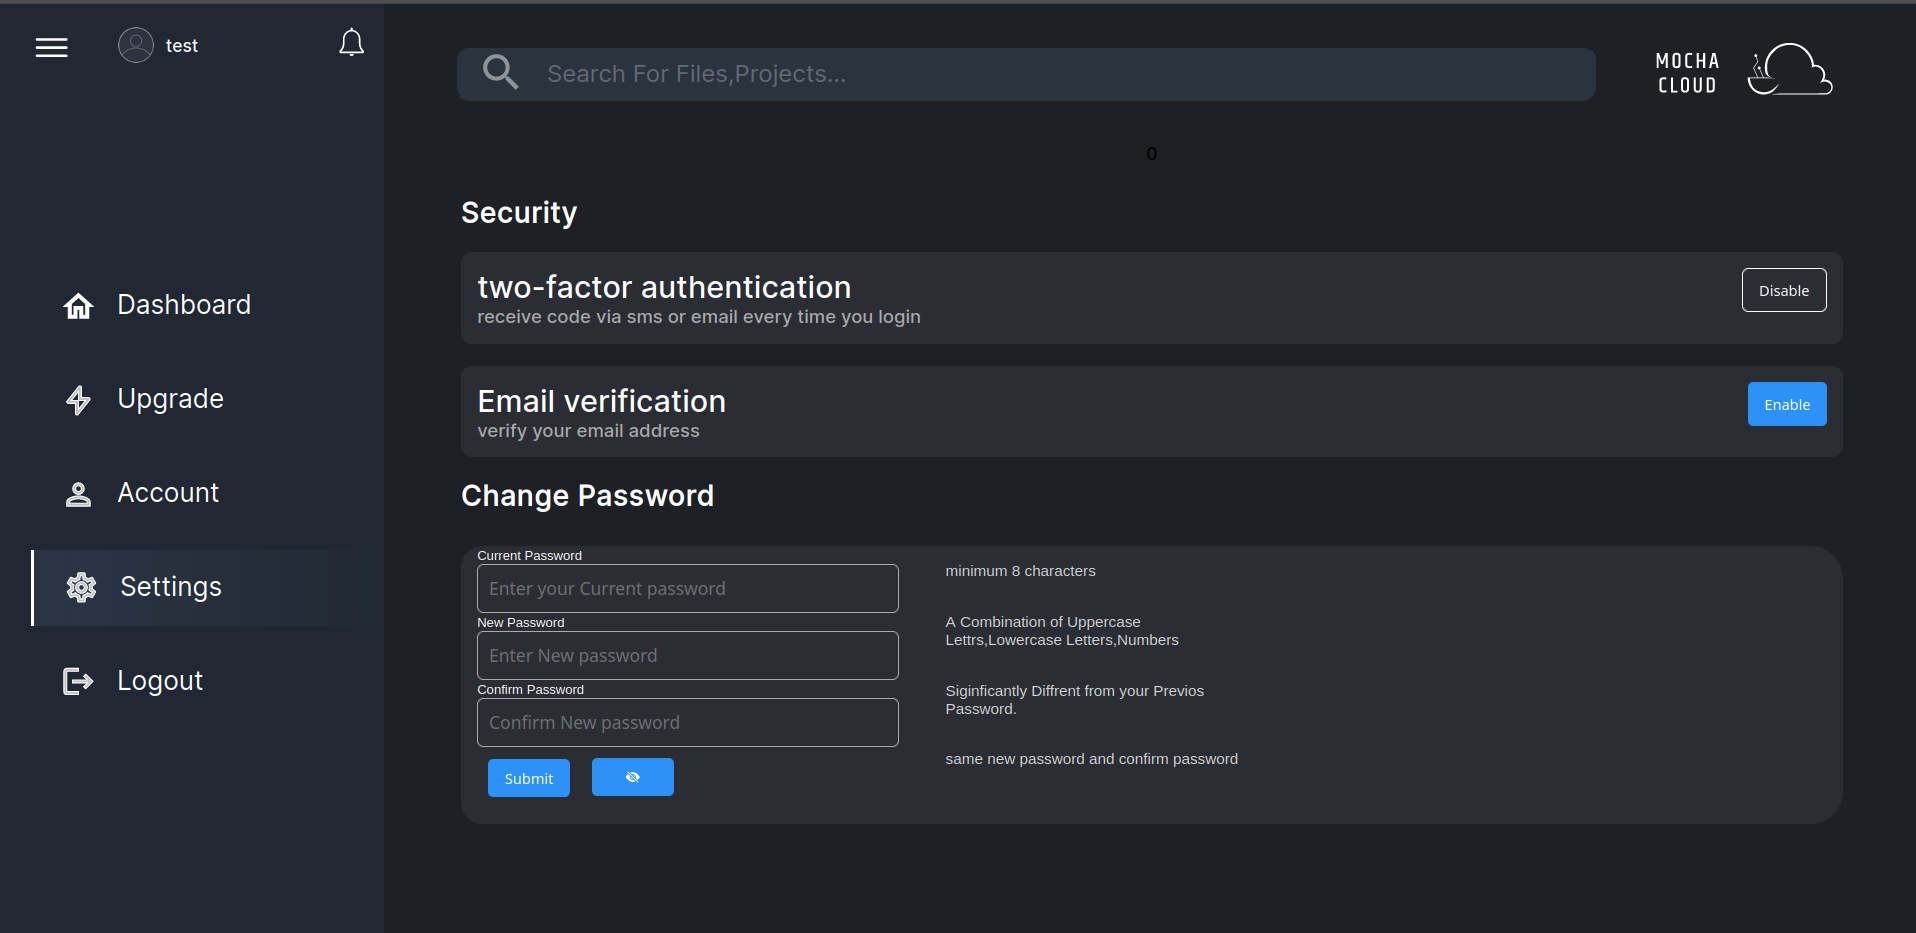 test
Search For Files,Projects...
MOCHA
CLOUD
0
Security
two-factor authentication
receive code via sms or email every time you login
Disable
Email verification
verify your email address
Enable
Dashboard
Upgrade
Account
Settings
Logout
Change Password
Current Password
Enter your Current password
New Password
Enter New password
Confirm Password
Confirm New password
Submit
minimum 8 characters
A Combination of Uppercase
Lettrs,Lowercase Letters,Numbers
Siginficantly Diffrent from your Previos
Password.
same new password and confirm password